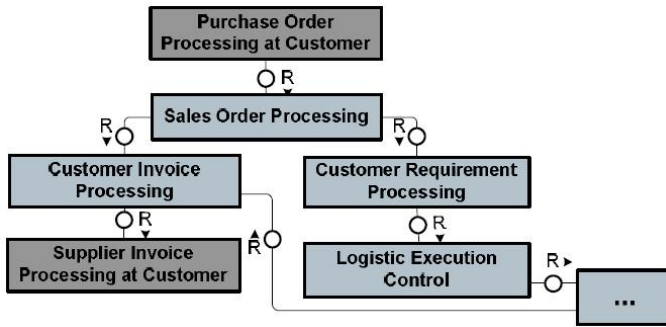 Purchase Order
Processing at Customer
R
Sales Order Processing
R
R
Customer Invoice
Processing
Customer Requirement
Processing
R
R
Supplier Invoice
Processing at Customer
R
Logistic Execution
Control
R
...